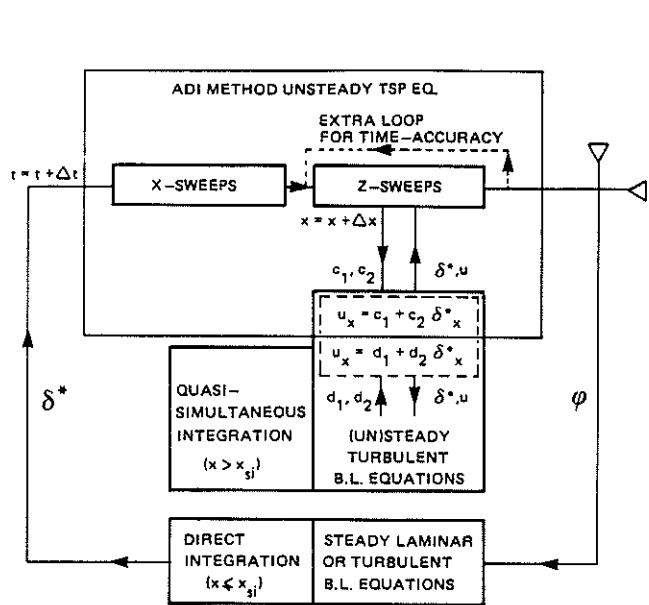 ADI METHOD UNSTEADY TSP EQ.
EXTRA LOOP
FOR TIME-ACCURACY
t = t + Δt
X-SWEEPS
Z-SWEEPS
x = x + Δx
c₁, c₂
δ*,u
uₓ = c₁ + c₂ δ*ₓ
uₓ = d₁ + d₂ δ*ₓ
d₁, d₂
δ*,u
QUASI-
SIMULTANEOUS
INTEGRATION
(x > xₛᵢ)
(UN)STEADY
TURBULENT
B.L. EQUATIONS
δ*
φ
DIRECT
INTEGRATION
(x ⩽ xₛᵢ)
STEADY LAMINAR
OR TURBULENT
B.L. EQUATIONS